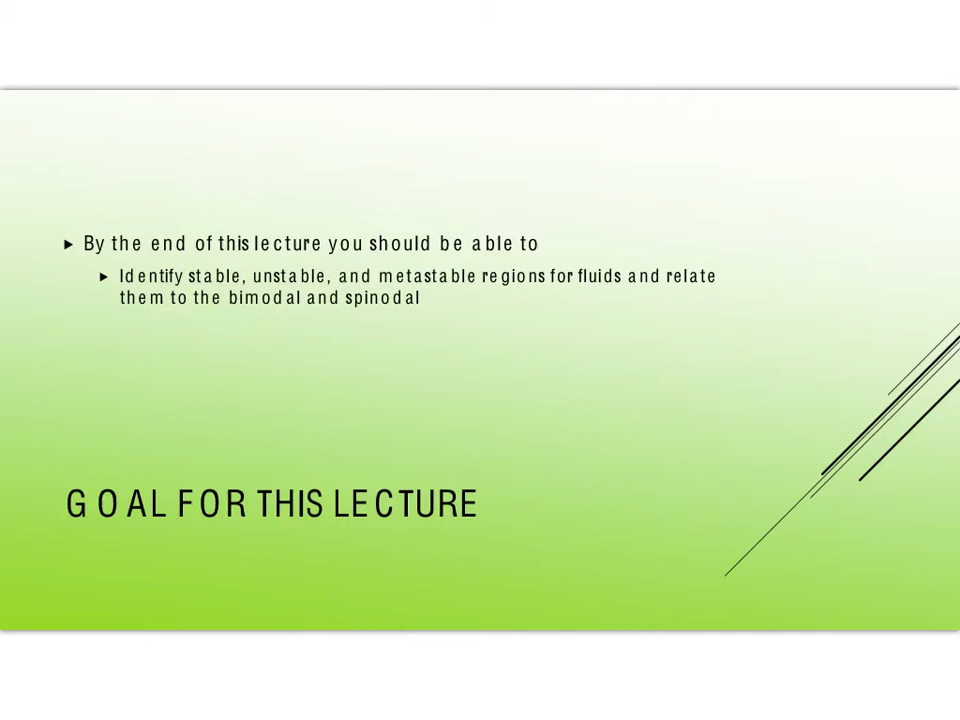 By the end of this lecture you should be able to
Identify stable, unstable, and metastable regions for fluids and relate
them to the bimodal and spinodal
GOAL FOR THIS LECTURE